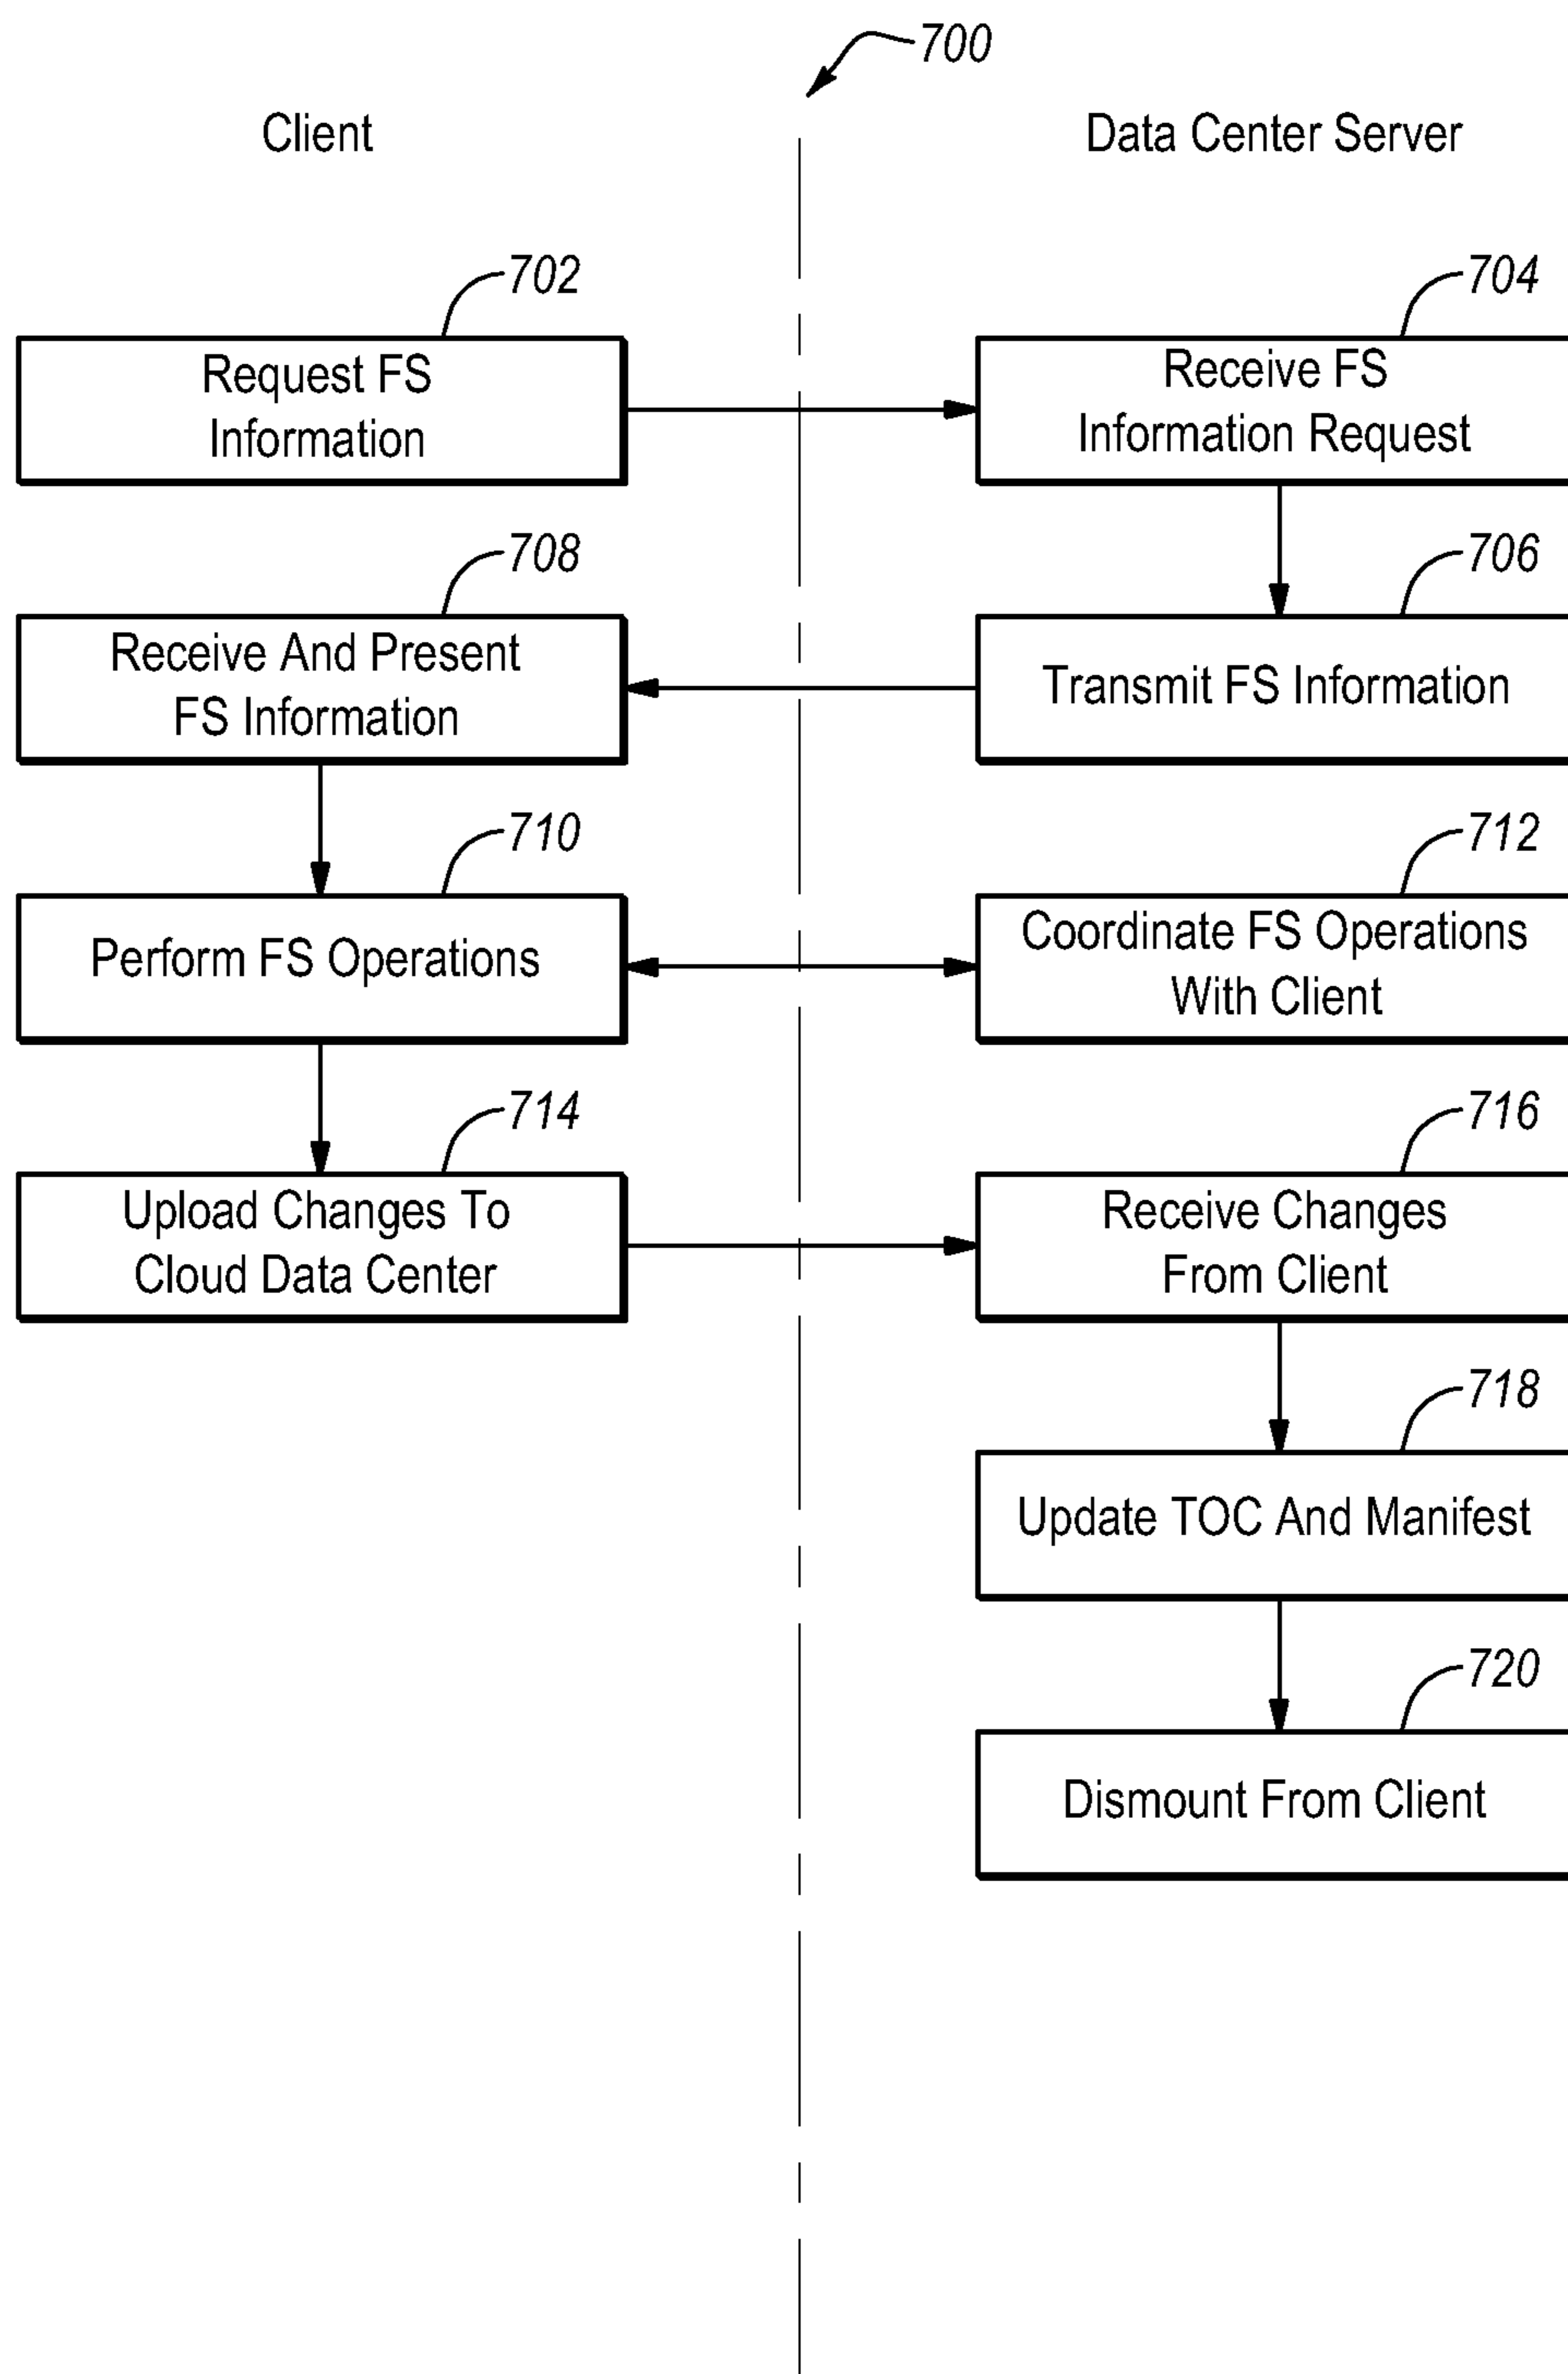 700
Client
Data Center Server
702
Request FS
Information
704
Receive FS
Information Request
706
Transmit FS Information
708
Receive And Present
FS Information
710
Perform FS Operations
712
Coordinate FS Operations
With Client
714
Upload Changes To
Cloud Data Center
716
Receive Changes
From Client
718
Update TOC And Manifest
720
Dismount From Client